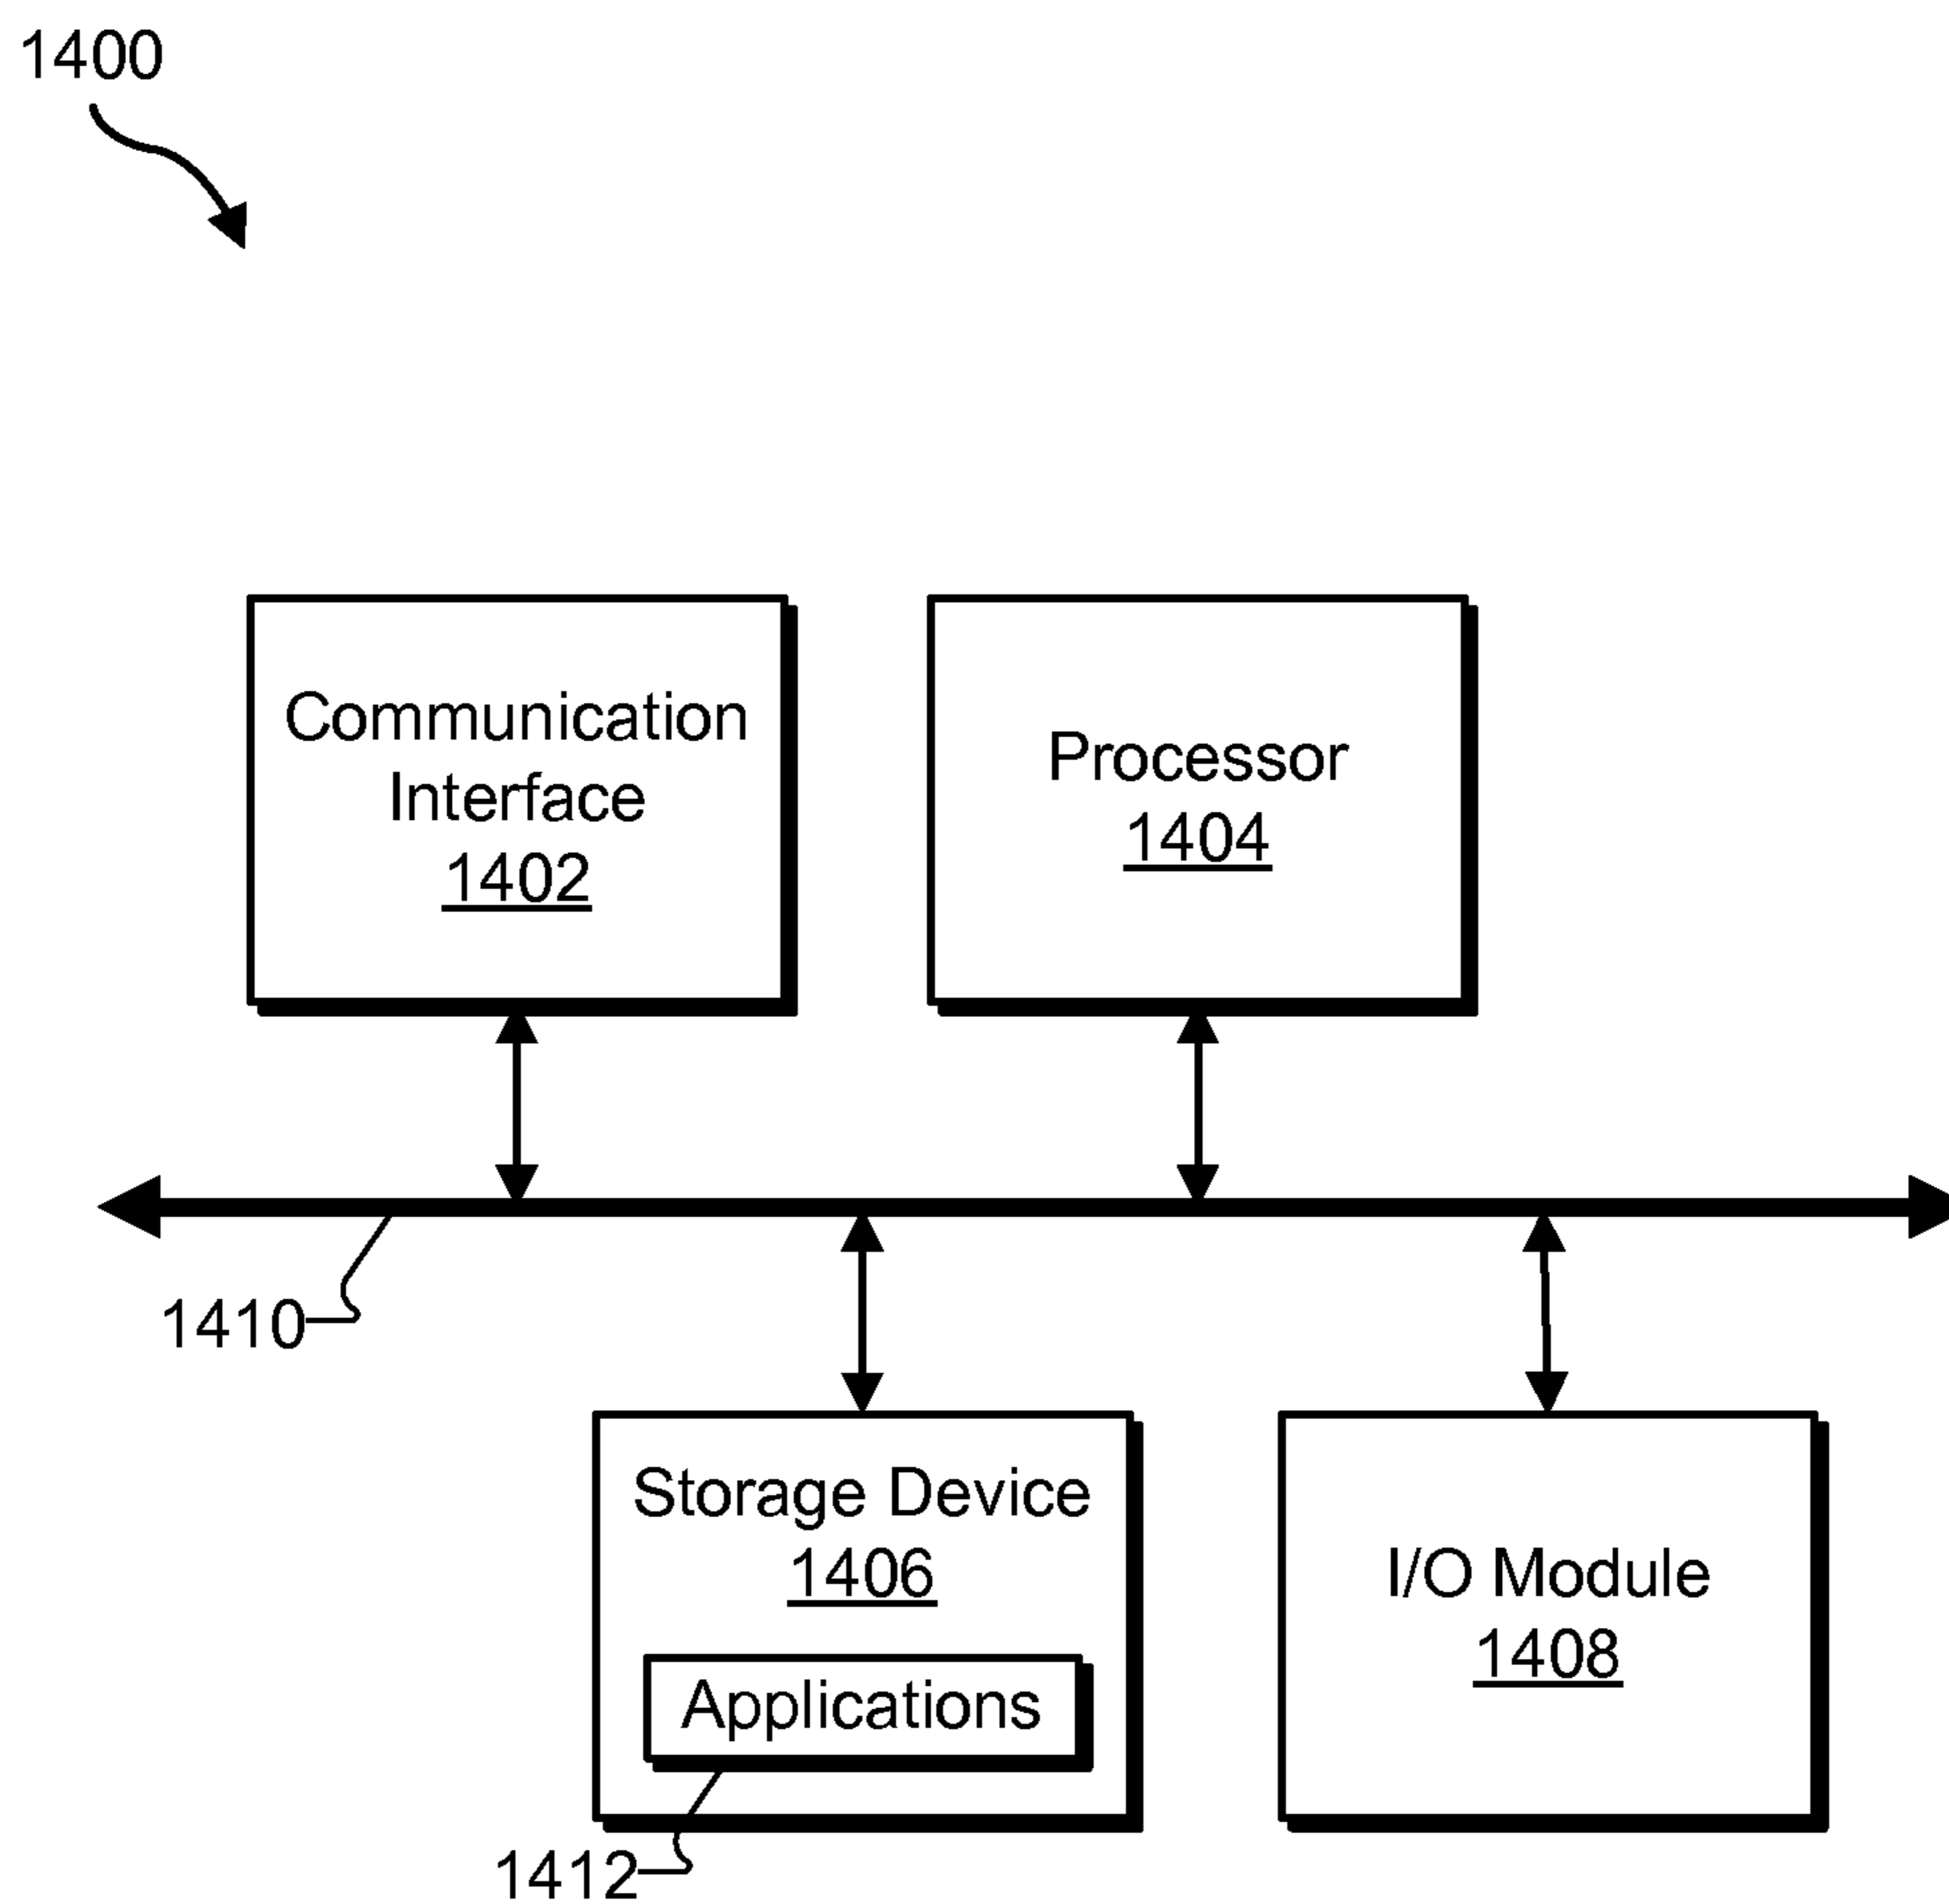 1400
Communication
Interface
1402
Processor
1404
1410
Storage Device
1406
Applications
1412
I/O Module
1408